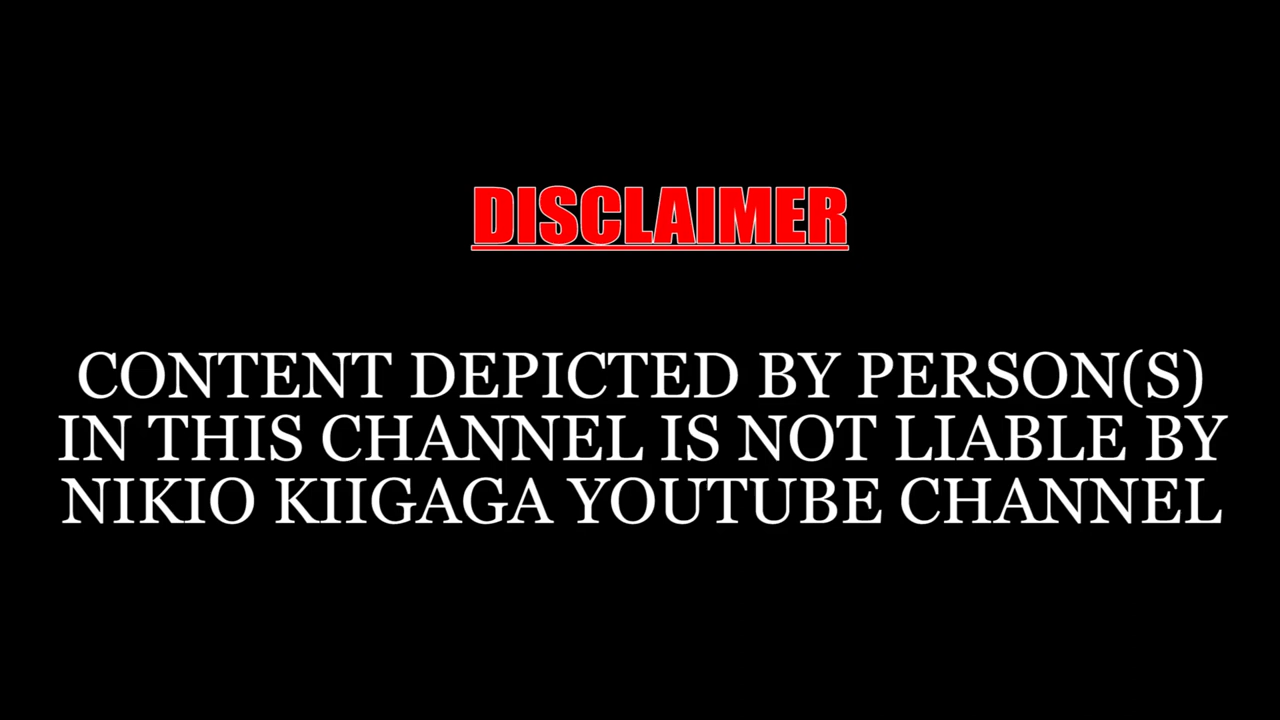 DISCLAIMER
CONTENT DEPICTED BY PERSON(S)
IN THIS CHANNEL IS NOT LIABLE BY
NIKIO KIIGAGA YOUTUBE CHANNEL